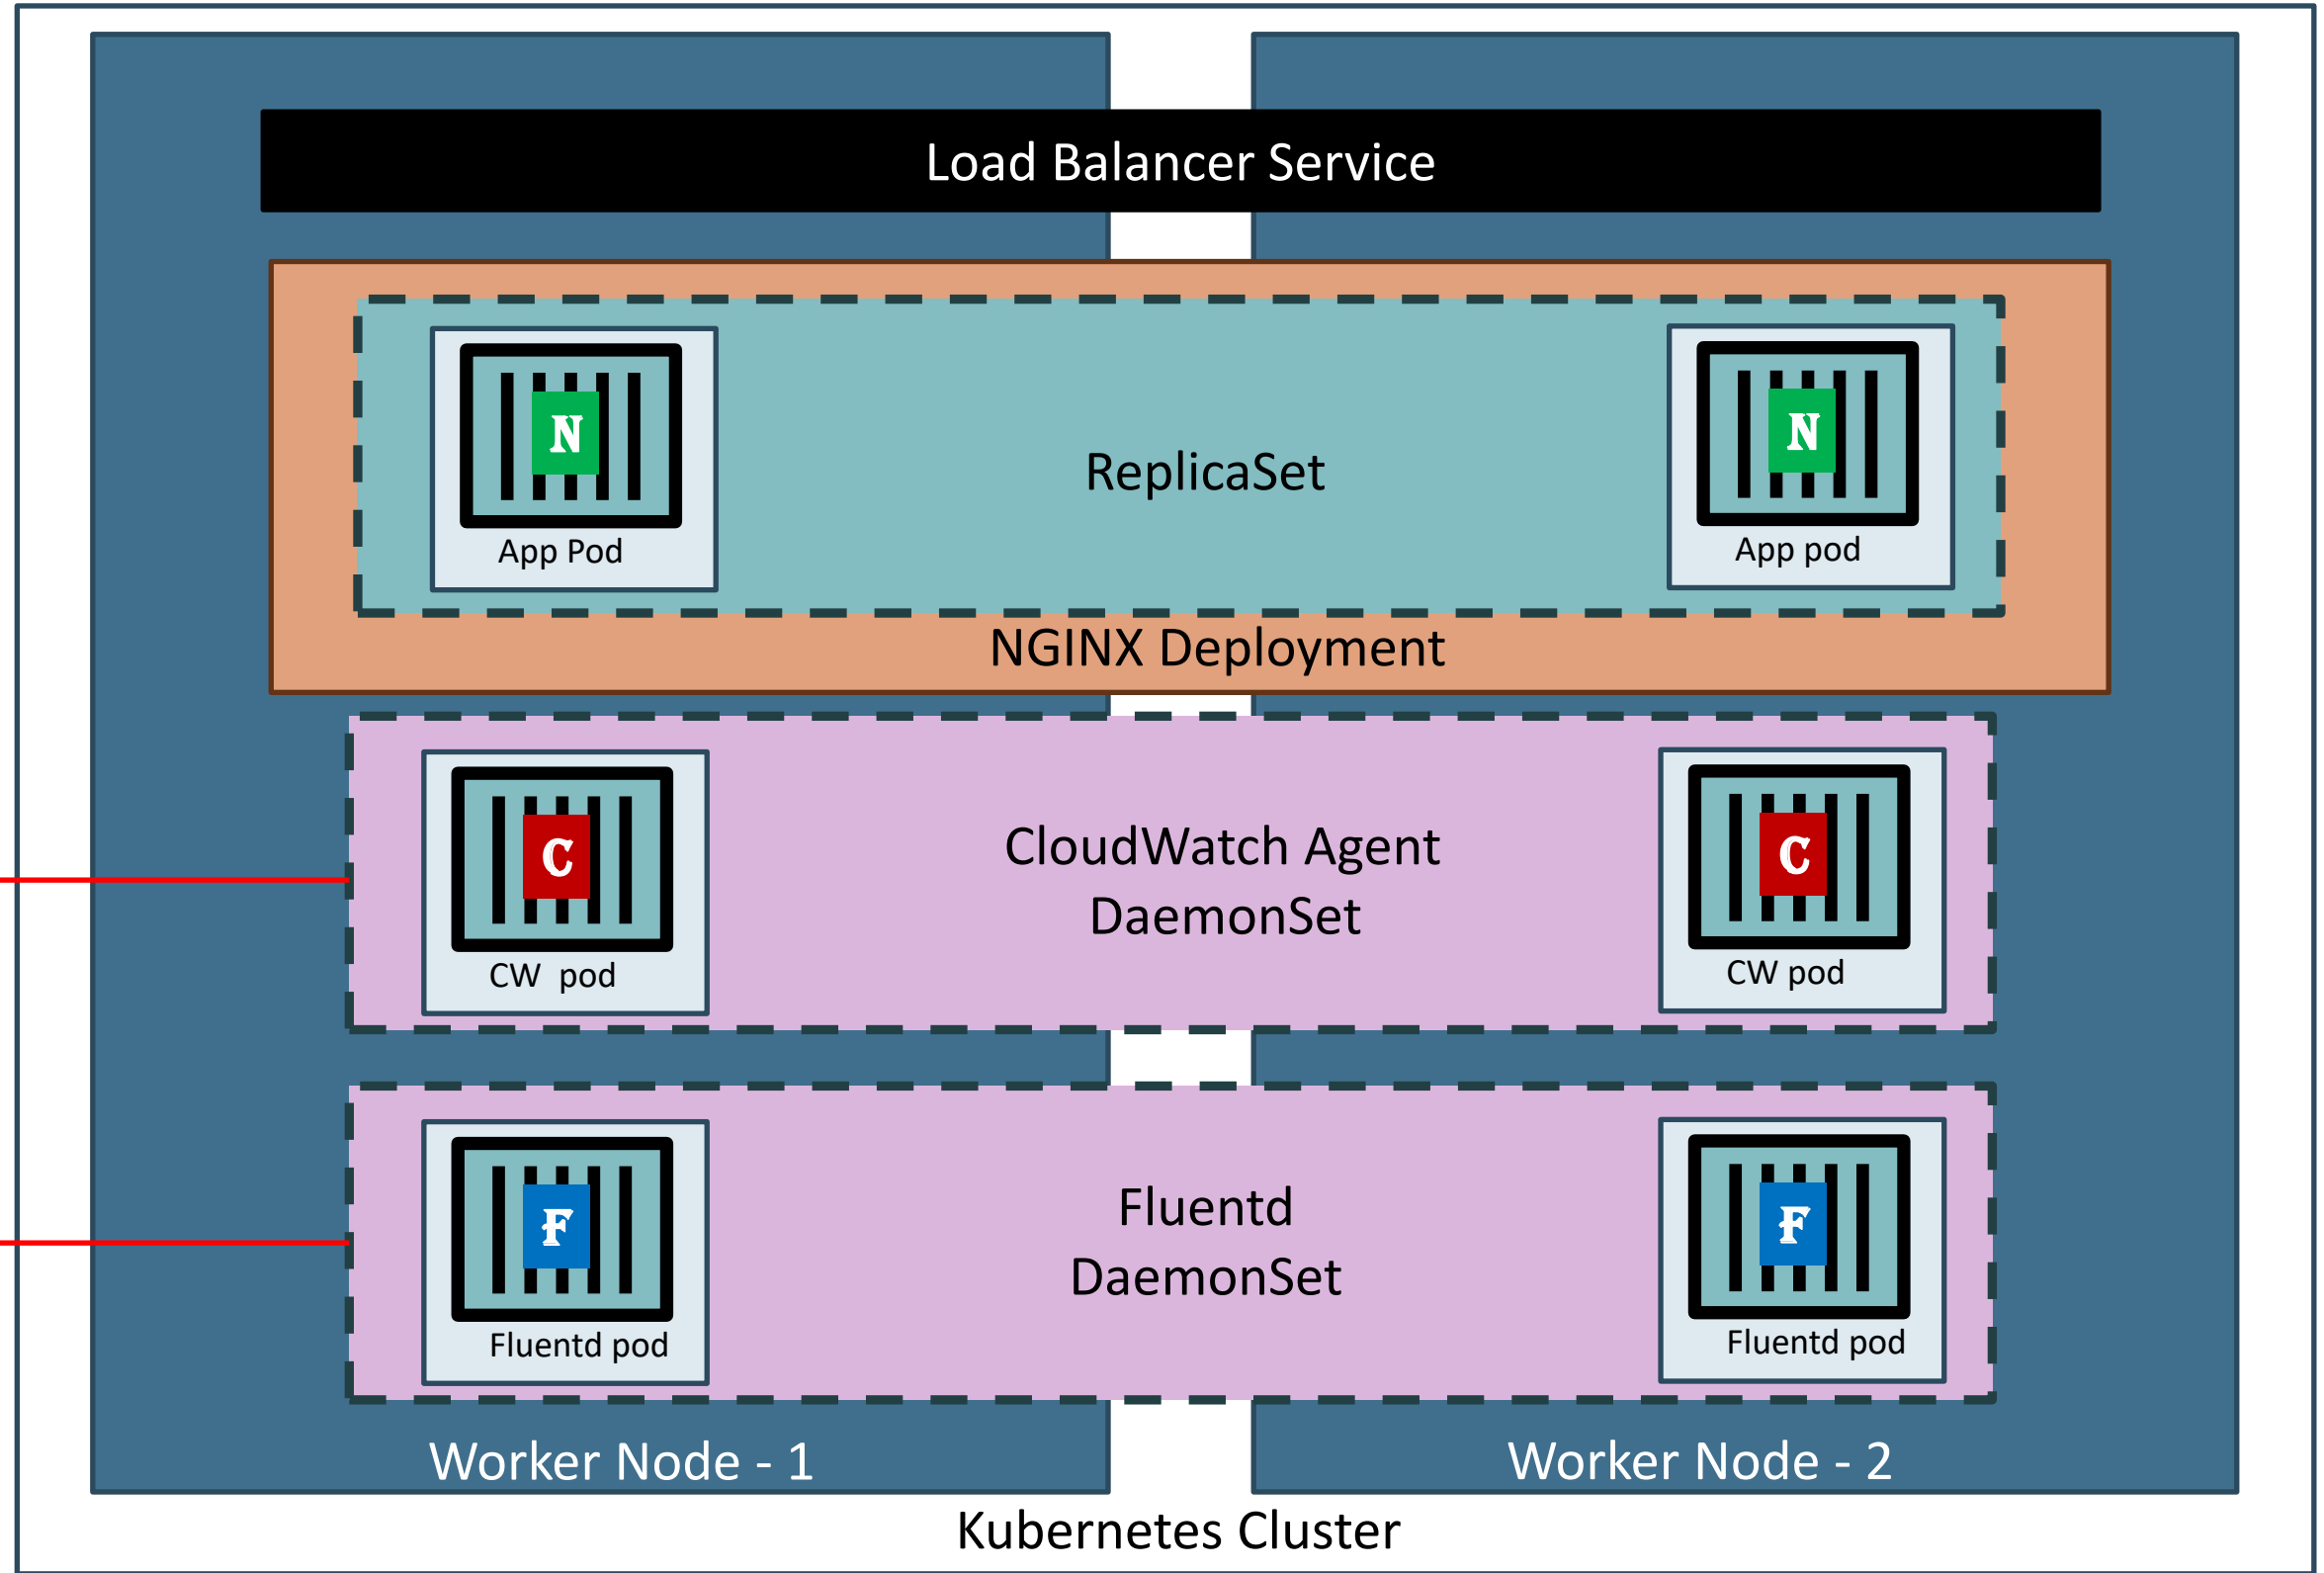 Load Balancer Service
N
N
ReplicaSet
App Pod
App pod
NGINX Deployment
C
C
CloudWatch Agent
DaemonSet
CW  pod
CW pod
F
F
Fluentd
DaemonSet
Fluentd pod
Fluentd pod
Worker Node - 1
Worker Node - 2
Kubernetes Cluster